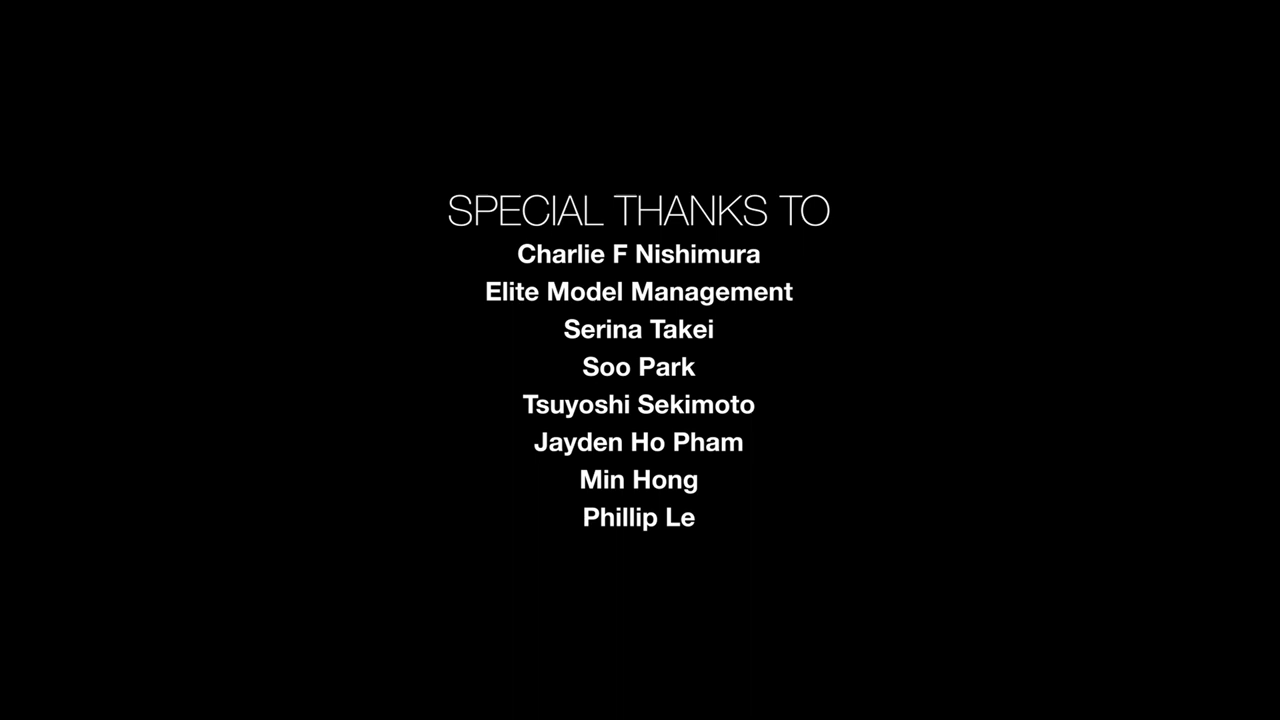 SPECIAL THANKS TO
Charlie F Nishimura
Elite Model Management
Serina Takei
Soo Park
Tsuyoshi Sekimoto
Jayden Ho Pham
Min Hong
Phillip Le